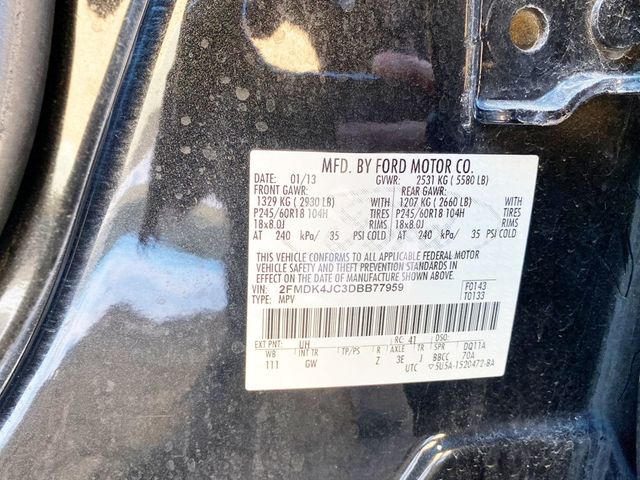 MFD. BY FORD MOTOR CO.
DATE: 01/13 GVWR: 2531 KG ( 5580 LB)
FRONT GAWR: REAR GAWR:
1329 KG ( 2930 LB) WITH 1207 KG ( 2660 LB) WITH
P245/60R18 104H TIRES P245/60R18 104H TIRES
18x8.0J RIMS 18x8.0J RIMS
AT 240 kPa/ 35 PSI COLD AT 240 kPa/ 35 PSI COLD
THIS VEHICLE CONFORMS TO ALL APPLICABLE FEDERAL MOTOR
VEHICLE SAFETY AND THEFT PREVENTION STANDARDS IN
EFFECT ON THE DATE OF MANUFACTURE SHOWN ABOVE.
VIN: 2FMDK4JC3DBB77959 F0143
TYPE: MPV T0133
EXT PNT: UH RC: 41 DSO:
WB INT TR TP/PS R AXLE TR SPR DQ11A
111 GW Z 3E J BBCC 70A
UTC ▽5U5A-1520472-BA